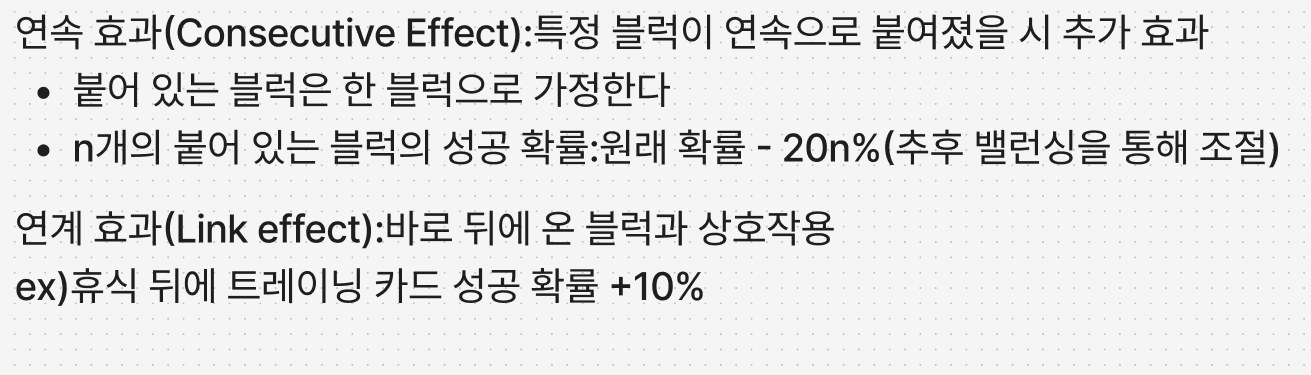 연속 효과(Consecutive Effect):특정 블럭이 연속으로 붙여졌을 시 추가 효과
• 붙어 있는 블럭은 한 블럭으로 가정한다
• n개의 붙어 있는 블럭의 성공 확률:원래 확률 - 20n%(추후 밸런싱을 통해 조절)
연계 효과(Link effect):바로 뒤에 온 블럭과 상호작용
ex)휴식 뒤에 트레이닝 카드 성공 확률 +10%